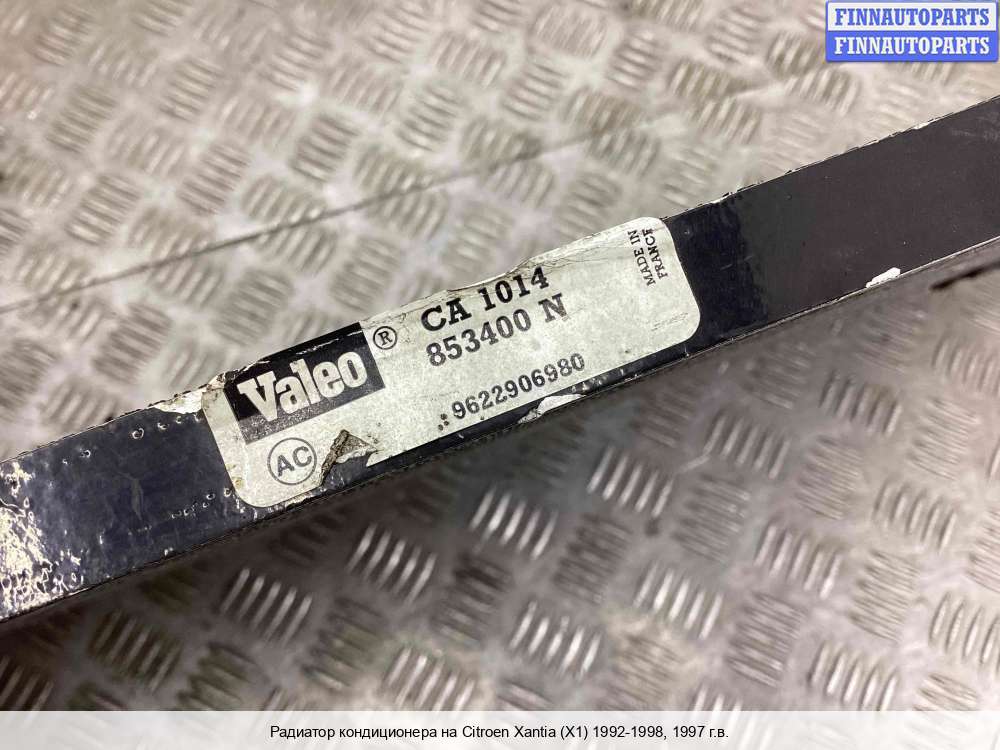 FINNAUTOPARTS
FINNAUTOPARTS
Valeo ®
CA 1014
853400 N
MADE IN
FRANCE
9622906980
AC
Радиатор кондиционера на Citroen Xantia (X1) 1992-1998, 1997 г.в.